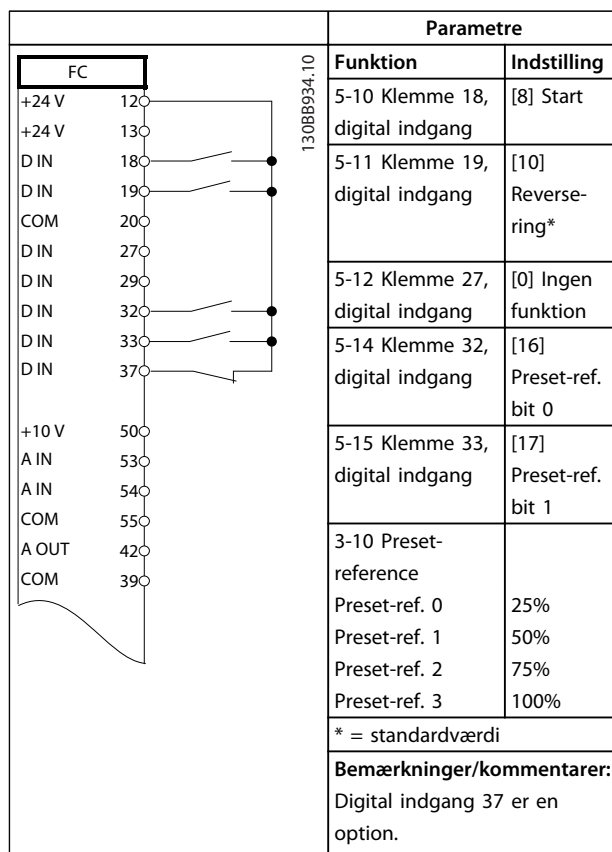 FC
+24 V 12
+24 V 13
D IN 18
D IN 19
COM 20
D IN 27
D IN 29
D IN 32
D IN 33
D IN 37
+10 V 50
A IN 53
A IN 54
COM 55
A OUT 42
COM 39
130BB934.10
Parametre
Funktion Indstilling
5-10 Klemme 18, [8] Start
digital indgang
5-11 Klemme 19, [10]
digital indgang Reverse-
ring*
5-12 Klemme 27, [0] Ingen
digital indgang funktion
5-14 Klemme 32, [16]
digital indgang Preset-ref.
bit 0
5-15 Klemme 33, [17]
digital indgang Preset-ref.
bit 1
3-10 Preset-
reference
Preset-ref. 0 25%
Preset-ref. 1 50%
Preset-ref. 2 75%
Preset-ref. 3 100%
* = standardværdi
Bemærkninger/kommentarer:
Digital indgang 37 er en
option.